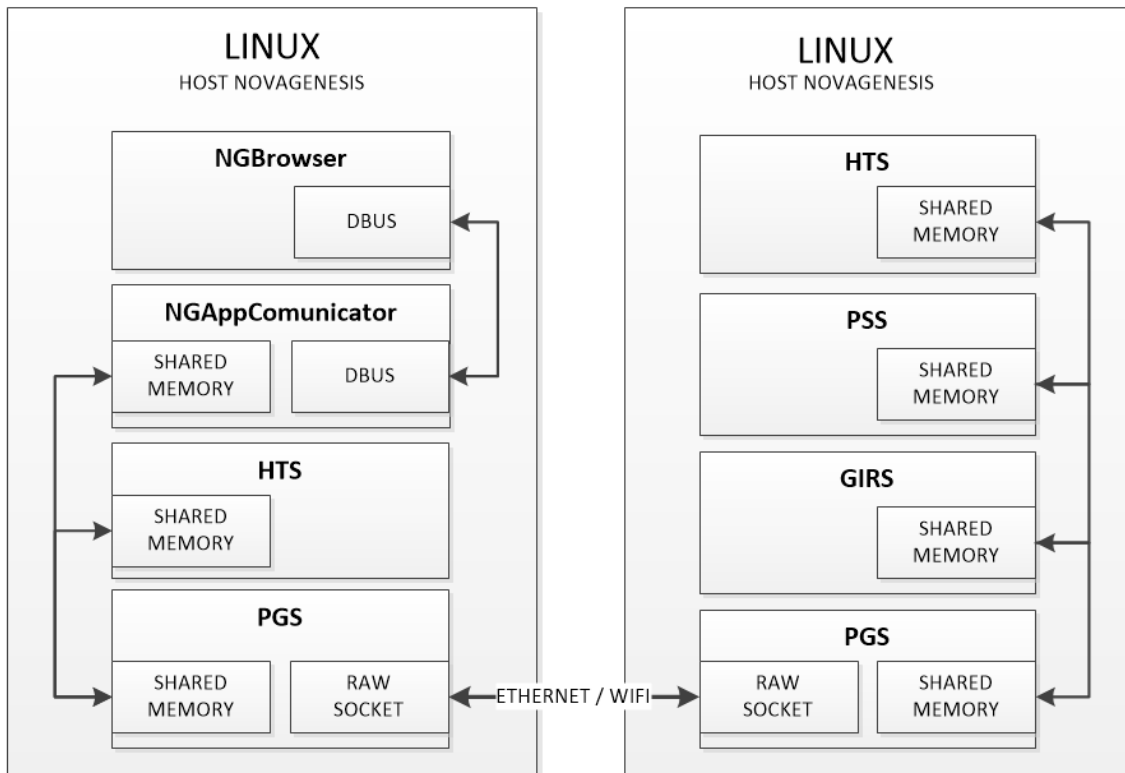 LINUX
HOST NOVAGENESIS
NGBrowser
DBUS
NGAppComunicator
SHARED
MEMORY
DBUS
HTS
SHARED
MEMORY
PGS
SHARED
MEMORY
RAW
SOCKET
ETHERNET / WIFI
LINUX
HOST NOVAGENESIS
HTS
SHARED
MEMORY
PSS
SHARED
MEMORY
GIRS
SHARED
MEMORY
PGS
RAW
SOCKET
SHARED
MEMORY